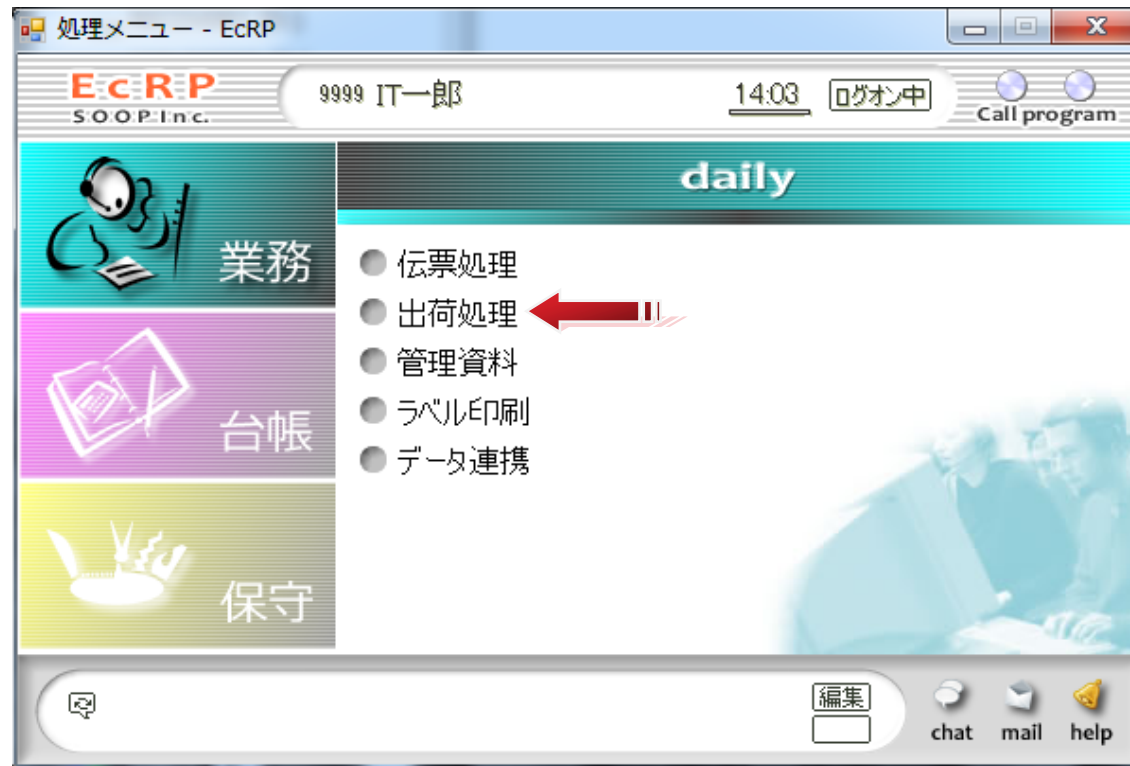 処理メニュー - EcRP
EcRP
SOOP Inc.
9999 IT一郎 14:03 ログオン中
Call program
業務
台帳
保守
daily
伝票処理
出荷処理
管理資料
ラベル印刷
データ連携
編集
chat mail help